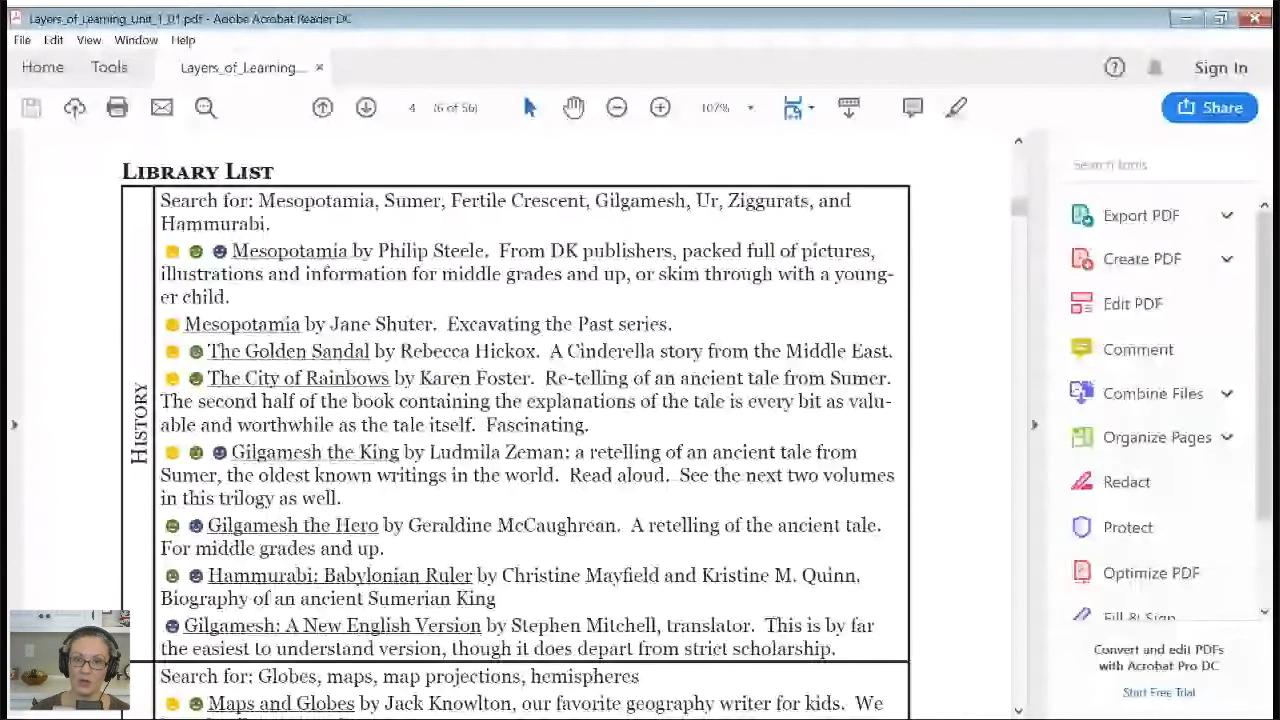 Layers_of_Learning_Unit_1_01.pdf - Adobe Acrobat Reader DC
File Edit View Window Help
Home Tools Layers_of_Learning... × Sign In
4 (6 of 56) 107% Share
LIBRARY LIST
HISTORY
Search for: Mesopotamia, Sumer, Fertile Crescent, Gilgamesh, Ur, Ziggurats, and
Hammurabi.
Mesopotamia by Philip Steele. From DK publishers, packed full of pictures,
illustrations and information for middle grades and up, or skim through with a young-
er child.
Mesopotamia by Jane Shuter. Excavating the Past series.
The Golden Sandal by Rebecca Hickox. A Cinderella story from the Middle East.
The City of Rainbows by Karen Foster. Re-telling of an ancient tale from Sumer.
The second half of the book containing the explanations of the tale is every bit as valu-
able and worthwhile as the tale itself. Fascinating.
Gilgamesh the King by Ludmila Zeman: a retelling of an ancient tale from
Sumer, the oldest known writings in the world. Read aloud. See the next two volumes
in this trilogy as well.
Gilgamesh the Hero by Geraldine McCaughrean. A retelling of the ancient tale.
For middle grades and up.
Hammurabi: Babylonian Ruler by Christine Mayfield and Kristine M. Quinn,
Biography of an ancient Sumerian King
Gilgamesh: A New English Version by Stephen Mitchell, translator. This is by far
the easiest to understand version, though it does depart from strict scholarship.
Search for: Globes, maps, map projections, hemispheres
Maps and Globes by Jack Knowlton, our favorite geography writer for kids. We
Search tools
Export PDF
Create PDF
Edit PDF
Comment
Combine Files
Organize Pages
Redact
Protect
Optimize PDF
Fill & Sign
Convert and edit PDFs
with Acrobat Pro DC
Start Free Trial